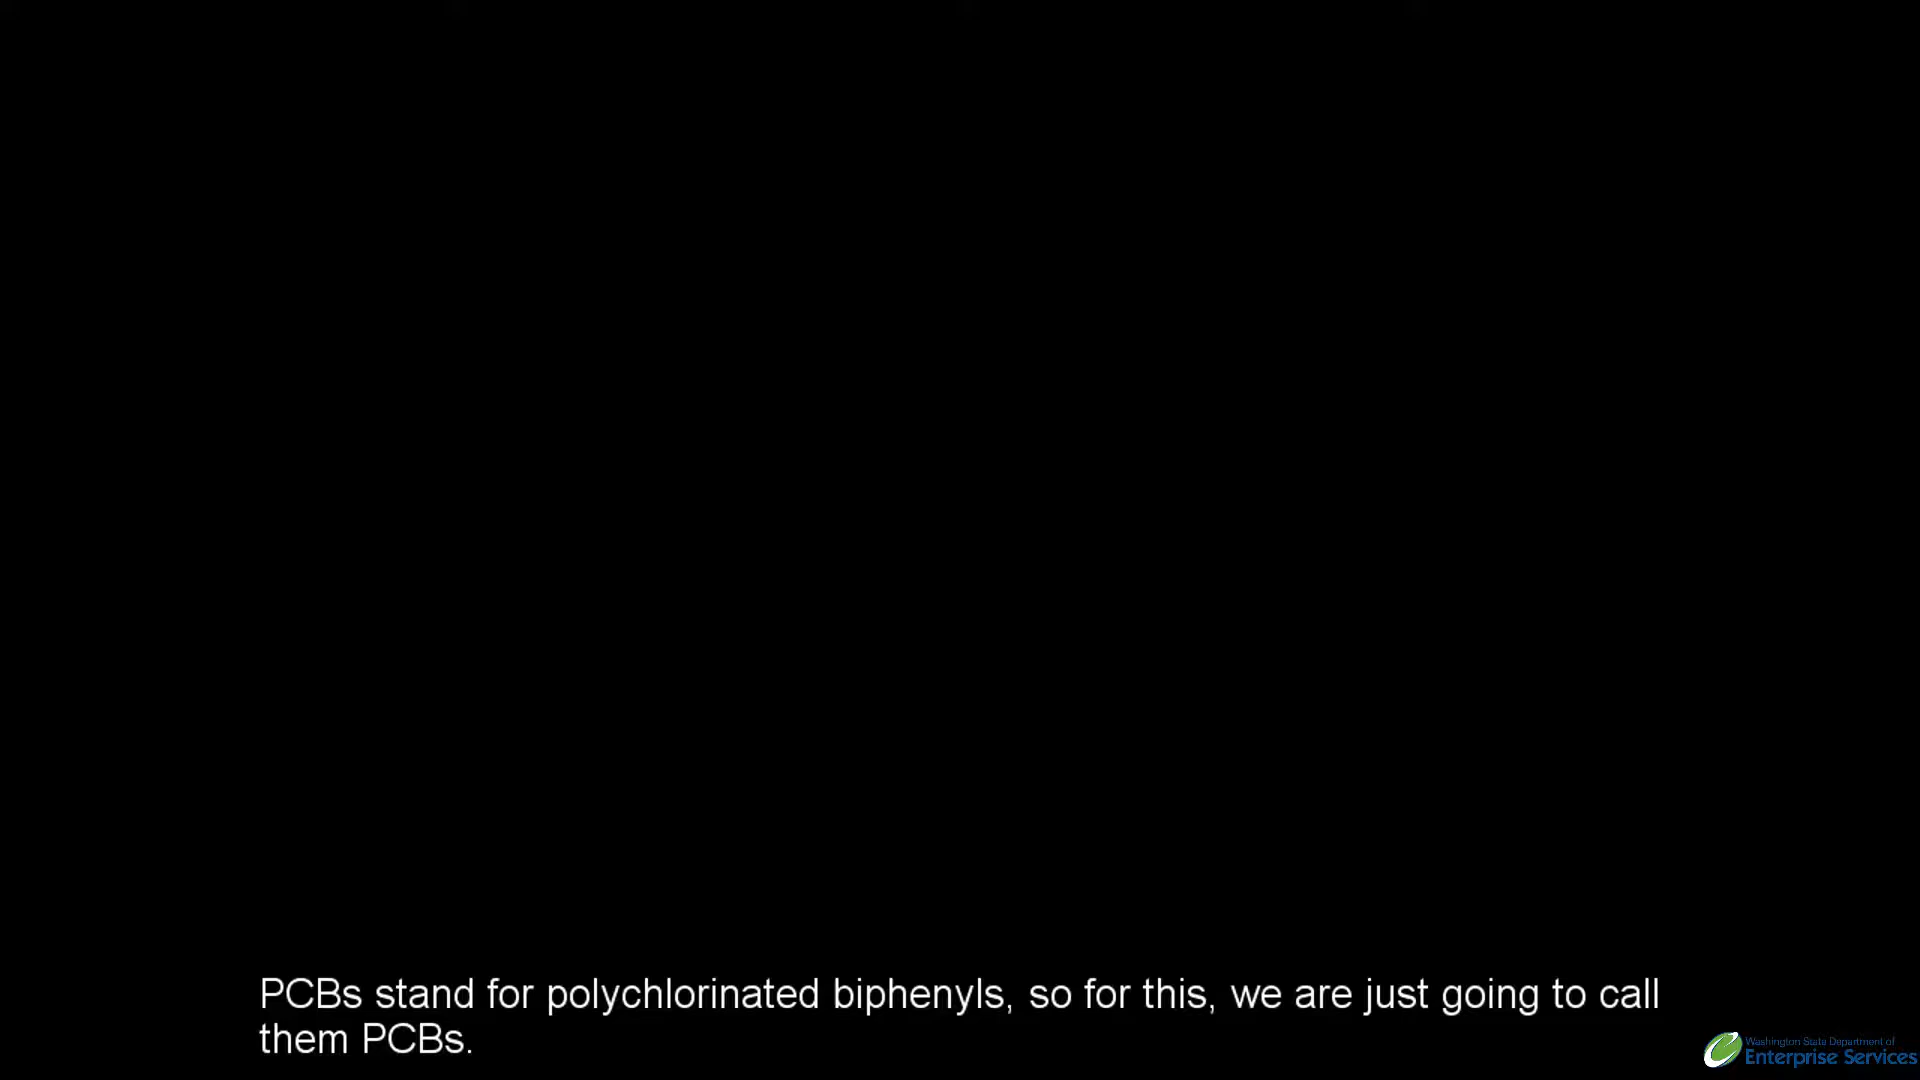 PCBs stand for polychlorinated biphenyls, so for this, we are just going to call
them PCBs.
Washington State Department of
Enterprise Services